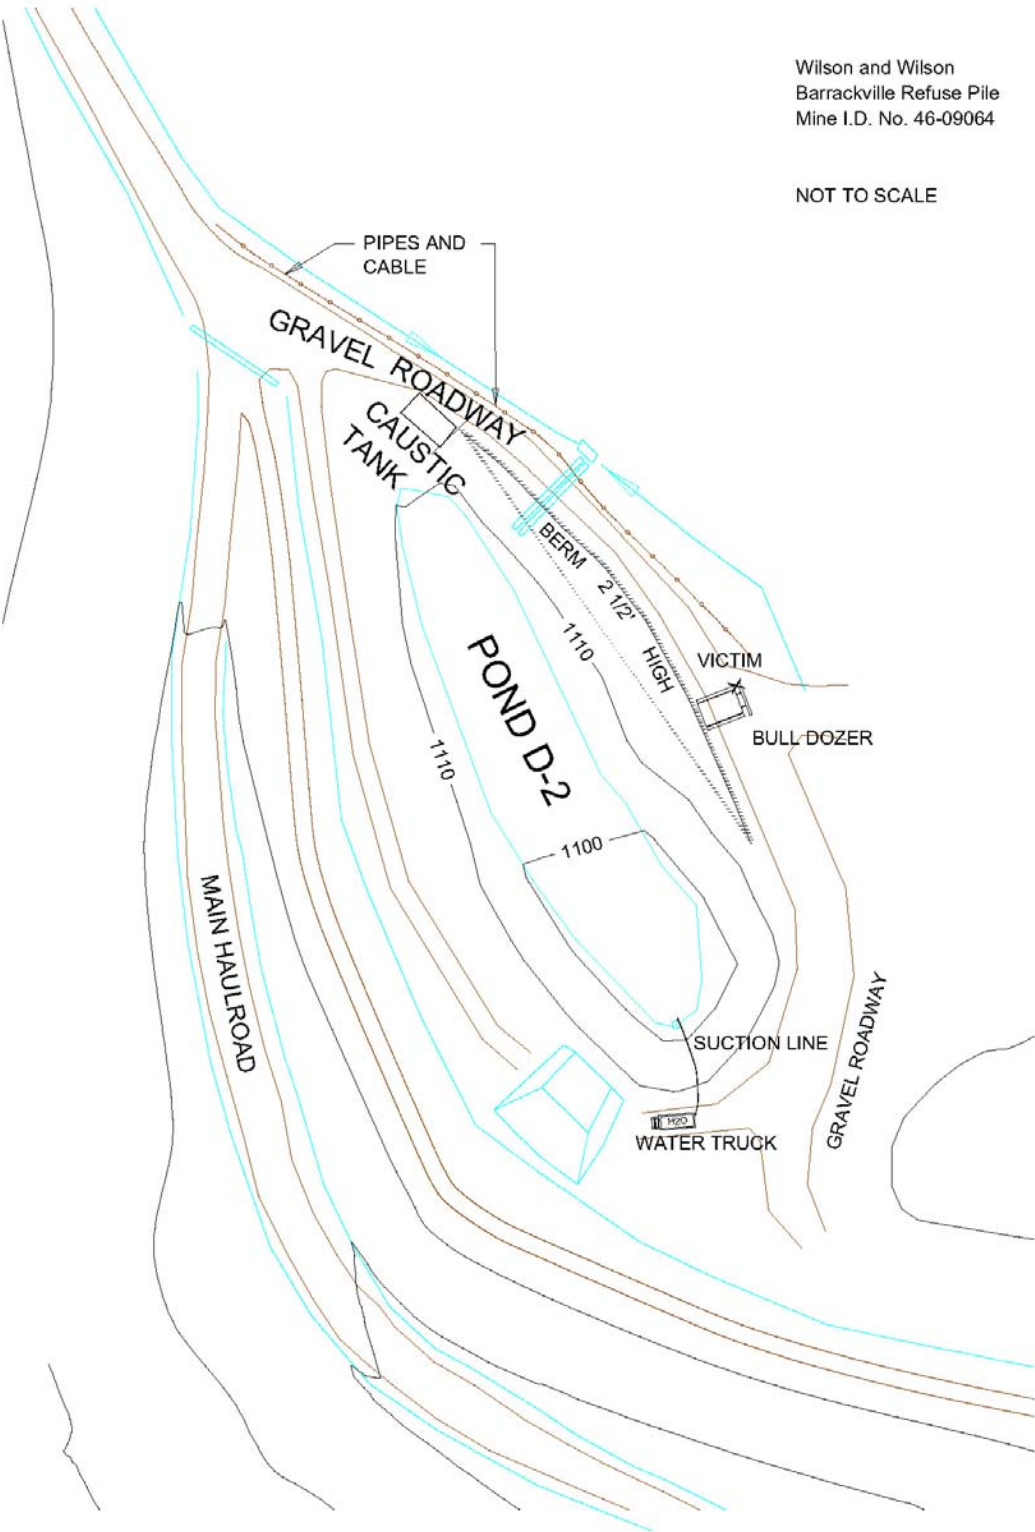 Wilson and Wilson
Barrackville Refuse Pile
Mine I.D. No. 46-09064
NOT TO SCALE
PIPES AND
CABLE
GRAVEL ROADWAY
CAUSTIC
TANK
BERM 2 1/2' HIGH
1110
VICTIM
POND D-2
BULL DOZER
1110
1100
MAIN HAULROAD
GRAVEL ROADWAY
SUCTION LINE
H2O
WATER TRUCK